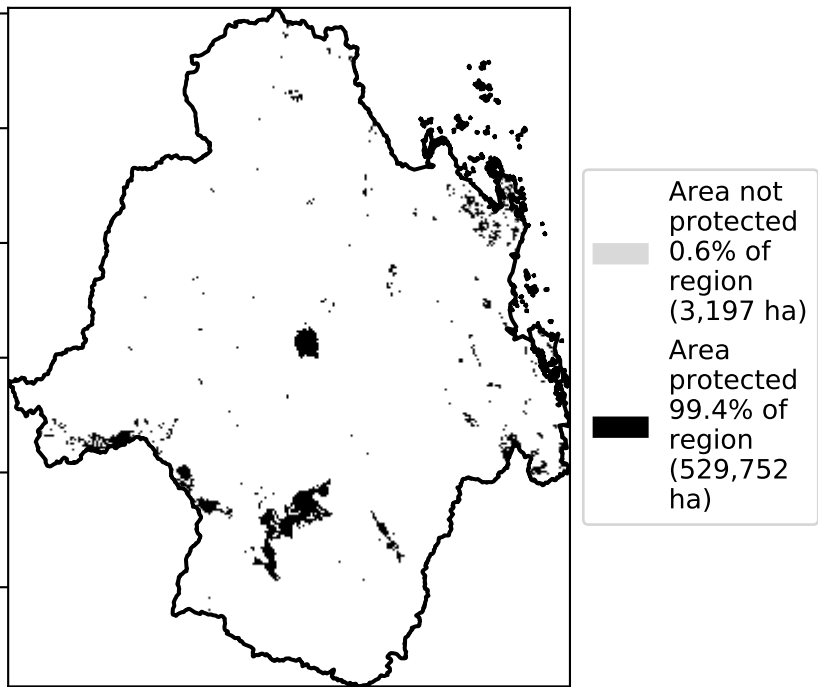 Area not
protected
0.6% of
region
(3,197 ha)
Area
protected
99.4% of
region
(529,752
ha)